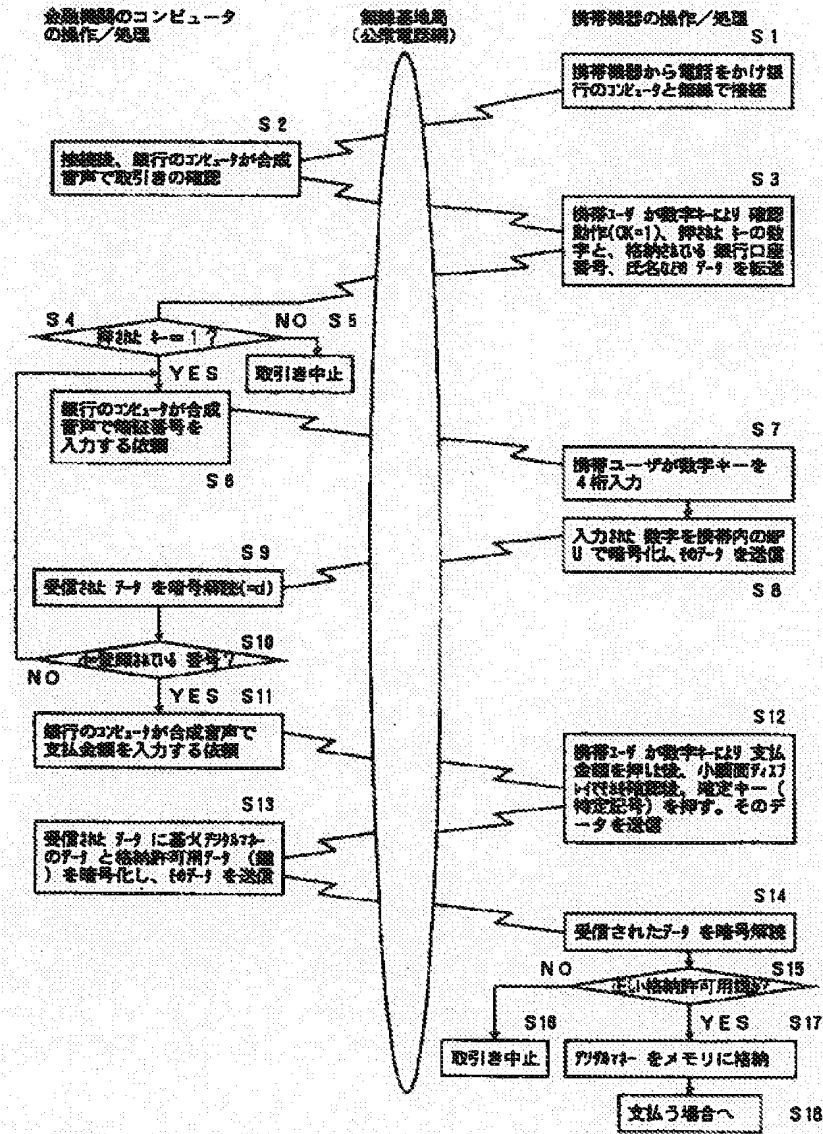 金融機関のコンピュータ
の操作/処理
無線基地局
(公衆電話網)
携帯機器の操作/処理
S1
携帯機器から電話をかけ銀
行のコンピュータと無線で接続
S2
接続後、銀行のコンピュータが合成
音声で取引きの確認
S3
携帯ユーザ が数字キーにより 確認
動作(OK=1)、押された キーの数
字と、格納されている 銀行口座
番号、氏名などの データ を転送
S4
押された キー=1?
NO S5
取引き中止
YES
銀行のコンピュータが合成
音声で暗証番号を
入力する依頼
S6
S7
携帯ユーザが数字キーを
4桁入力
入力された 数字を携帯内のMP
U で暗号化し、そのデータ を送信
S8
S9
受信された データ を暗号解読(=d)
S10
d=登録されている 番号?
NO
YES S11
銀行のコンピュータが合成音声で
支払金額を入力する依頼
S12
携帯ユーザ が数字キーにより 支払
金額を押した後、小画面ディスプ
レイで最終確認後、確定キー(
特定記号)を押す。そのデ
ータを送信
S13
受信された データ に基づくデジタルマネー
のデータ と格納許可用データ (鍵
)を暗号化し、そのデータ を送信
S14
受信されたデータ を暗号解読
S15
正しい格納許可用鍵か?
NO
S16
取引き中止
YES S17
デジタルマネー をメモリに格納
支払う場合へ S18